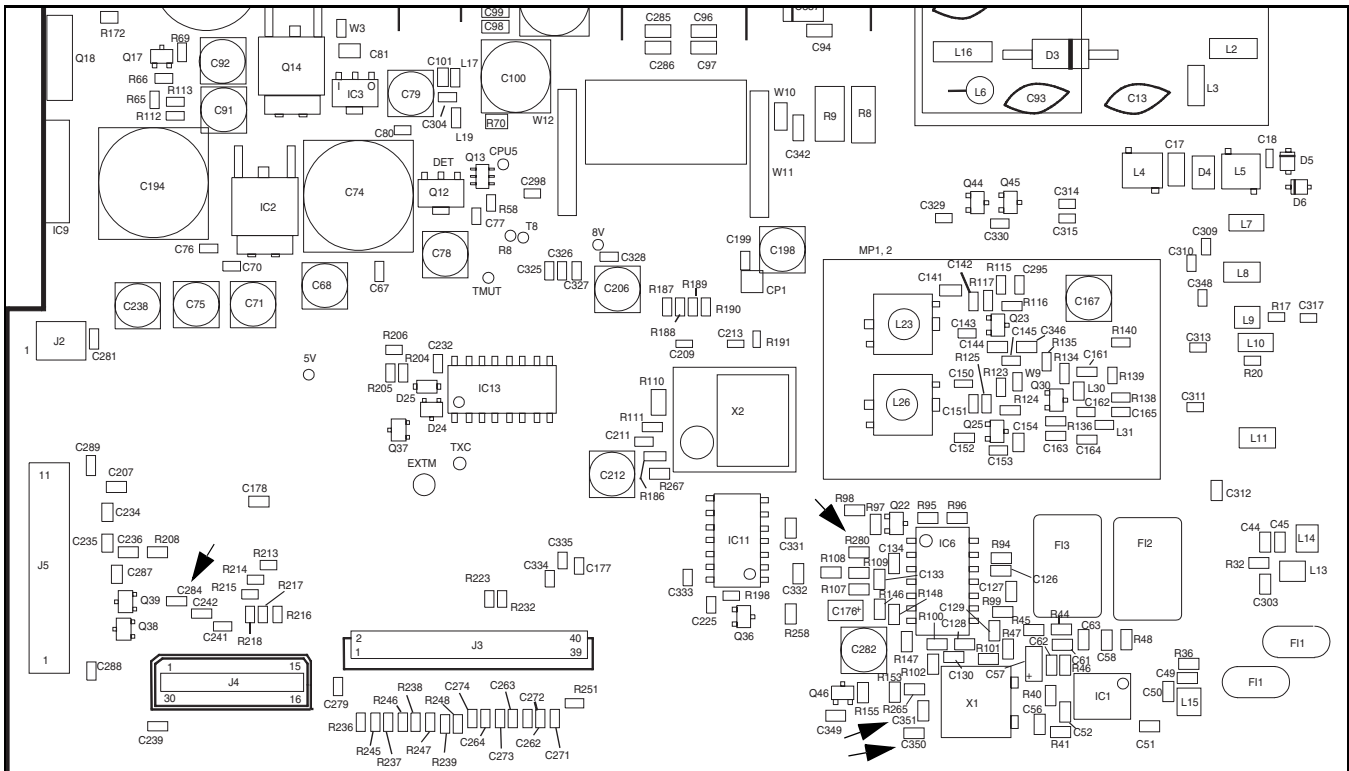 C99 C285 C96 C37
R172 W3 C98 C94 L16 D3 L2
Q18 Q17 R69 C92 Q14 C81 C101 L17 C100 C286 C97
R66 IC3 C79 L6 C93 C13 L3
R65 R113 C91 W10 R9 R8
R112 C80 C304 L19 R70 W12 C342
C194 IC2 C74 DET Q13 CPU5 C17 C18 D5
Q12 R58 C298 W11 L4 D4 L5 D6
IC9 C77 R8 T8 C329 Q44 Q45 C314
C76 C70 C78 8V C199 C198 C330 C315 L7
C325 C326 C327 C328 MP1, 2 C309 C310
C238 C75 C71 C68 C67 TMUT C206 CP1 C142 R115 C295 C141 R117 R116 C167 L8
R187 R189 R190 C348
R188 C209 C213 R191 L23 C143 Q23 C145 C346 R140 L9 R17 C317
1 J2 C281 R206 C232 C144 R135 C313 L10
5V R204 R125 R134 C161 R20
R205 D25 IC13 R110 X2 C150 R123 W9 Q30 L30 R139
D24 R111 L26 C151 R124 C162 R138 C165 C311
Q37 TXC C211 Q25 C154 R136 L31 L11
C289 EXTM C212 R267 C152 C153 C163 C164
11 C207 C178 R186 C312
C234 R98 R97 Q22 R95 R96 FI3 FI2 C44 C45 L14
C235 C236 R208 R213 C335 IC11 C331 R280 IC6 R94
J5 C287 C284 R214 R217 C334 C177 R108 R109 C134 C133 C126 R32 L13
Q39 R215 R223 R232 C333 R198 C332 R107 R146 R148 C129 C127 R99 C303
Q38 C242 C241 R218 R216 C225 Q36 R258 C176 + R100 C128 R47 R45 R44 C63
1 C288 2 1 J3 40 39 C282 R147 R102 C130 R101 C57 C62 C61 R46 C58 R48 FI1
1 15 J4 30 16 + R36 C49 FI1
C279 R246 R238 C274 R248 C263 C272 R251 Q46 R153 R155 R265 X1 R40 IC1 C50 L15
C239 R236 R245 R237 R247 R239 C264 C273 C262 C271 C349 C351 C350 C56 R41 C52 C51